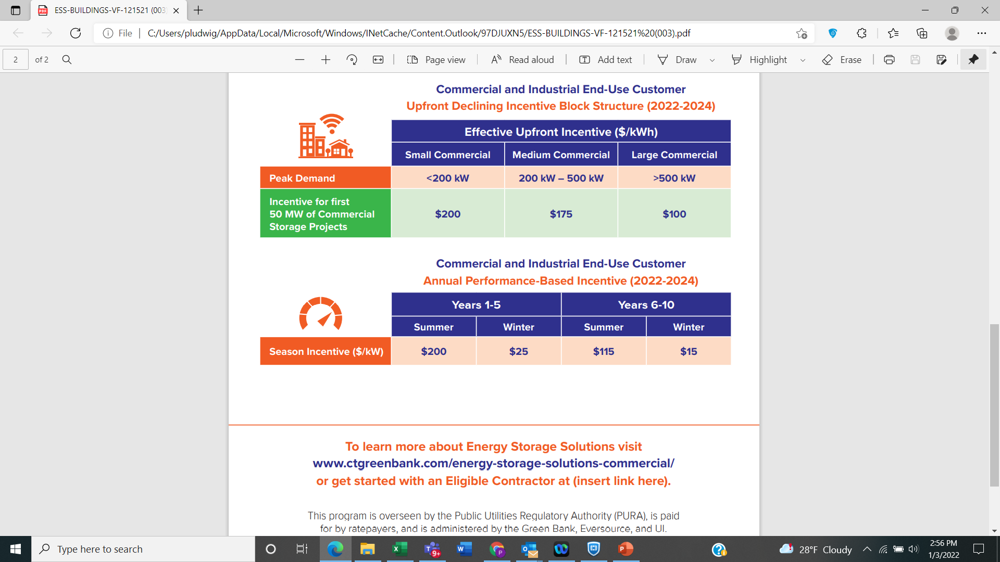 ESS-BUILDINGS-VF-121521 (003
File
C:/Users/pludwig/AppData/Local/Microsoft/Windows/INetCache/Content.Outlook/97DJUXN5/ESS-BUILDINGS-VF-121521%20(003).pdf
2 of 2
Page view
Read aloud
Add text
Draw
Highlight
Erase
Commercial and Industrial End-Use Customer
Upfront Declining Incentive Block Structure (2022-2024)
Effective Upfront Incentive ($/kWh)
Small Commercial Medium Commercial Large Commercial
Peak Demand <200 kW 200 kW – 500 kW >500 kW
Incentive for first
50 MW of Commercial
Storage Projects
$200 $175 $100
Commercial and Industrial End-Use Customer
Annual Performance-Based Incentive (2022-2024)
Years 1-5 Years 6-10
Summer Winter Summer Winter
Season Incentive ($/kW) $200 $25 $115 $15
To learn more about Energy Storage Solutions visit
www.ctgreenbank.com/energy-storage-solutions-commercial/
or get started with an Eligible Contractor at (insert link here).
This program is overseen by the Public Utilities Regulatory Authority (PURA), is paid
for by ratepayers, and is administered by the Green Bank, Eversource, and UI.
Type here to search
9+
28°F Cloudy
2:56 PM
1/3/2022